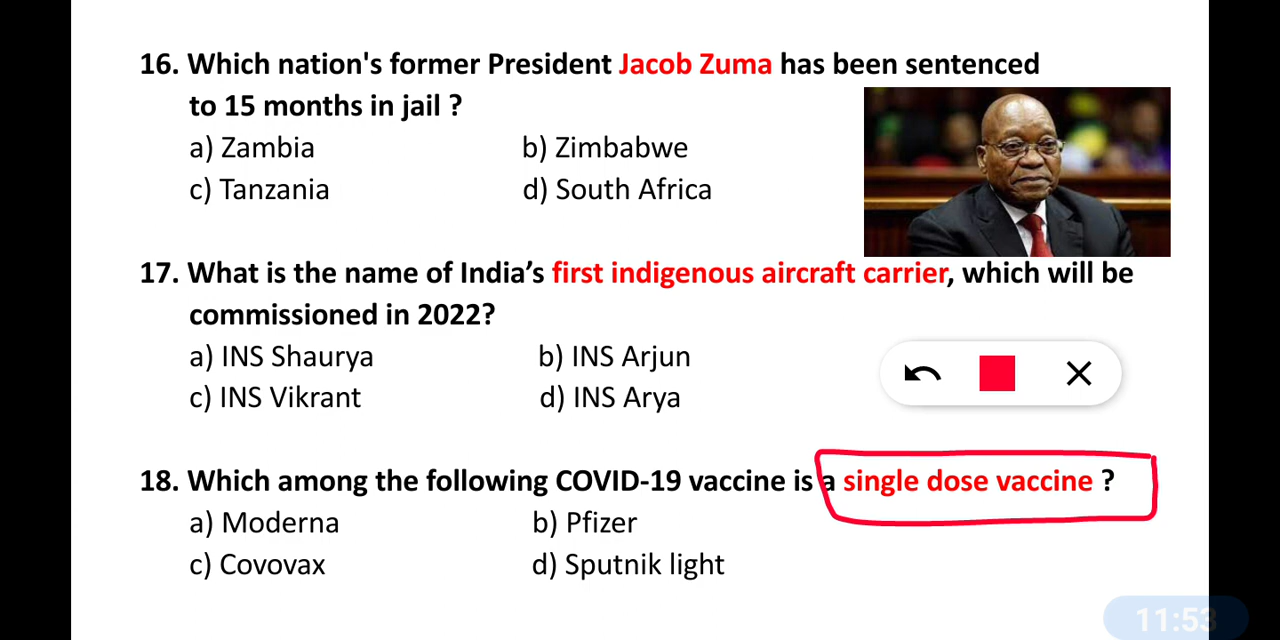 16. Which nation's former President Jacob Zuma has been sentenced
to 15 months in jail ?
a) Zambia b) Zimbabwe
c) Tanzania d) South Africa
17. What is the name of India’s first indigenous aircraft carrier, which will be
commissioned in 2022?
a) INS Shaurya b) INS Arjun
c) INS Vikrant d) INS Arya
18. Which among the following COVID-19 vaccine is a single dose vaccine ?
a) Moderna b) Pfizer
c) Covovax d) Sputnik light
11:53